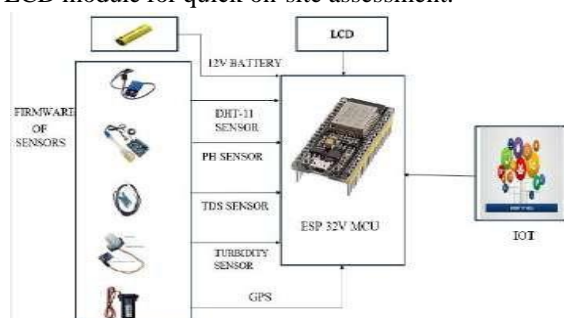 LCD module for quick on-site assessment.
LCD
12V BATTERY
FIRMWARE
OF
SENSORS
DHT-11
SENSOR
PH SENSOR
TDS SENSOR
ESP 32V MCU
TURBIDITY
SENSOR
IOT
GPS